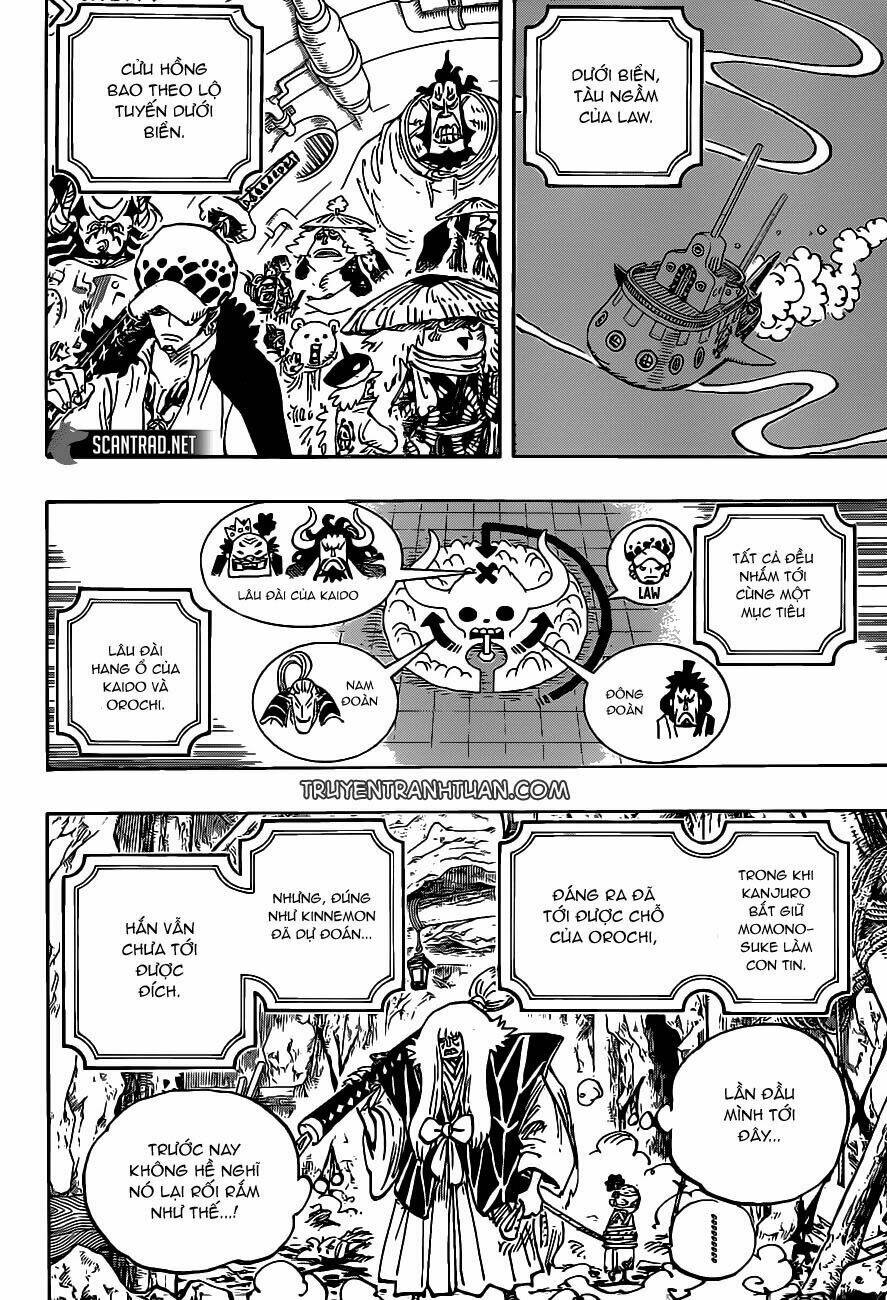 DƯỚI BIỂN,
TÀU NGẦM
CỦA LAW.
CỬU HỒNG
BAO THEO LỘ
TUYẾN DƯỚI
BIỂN.
SCANTRAD.NET
TẤT CẢ ĐỀU
NHẮM TỚI
CÙNG MỘT
MỤC TIÊU
LAW
LÂU ĐÀI CỦA KAIDO
ĐÔNG
ĐOÀN
NAM
ĐOÀN
LÂU ĐÀI
HANG Ổ CỦA
KAIDO VÀ
OROCHI.
TRUYENTRANHTUAN.COM
TRONG KHI
KANJURO
BẮT GIỮ
MOMONO-
SUKE LÀM
CON TIN.
ĐÁNG RA ĐÃ
TỚI ĐƯỢC CHỖ
CỦA OROCHI,
NHƯNG, ĐÚNG
NHƯ KINNEMON
ĐÃ DỰ ĐOÁN...
HẮN VẪN
CHƯA TỚI
ĐƯỢC
ĐÍCH.
LẦN ĐẦU
MÌNH TỚI
ĐÂY...
TRƯỚC NAY
KHÔNG HỀ NGHĨ
NÓ LẠI RỐI RẮM
NHƯ THẾ...!